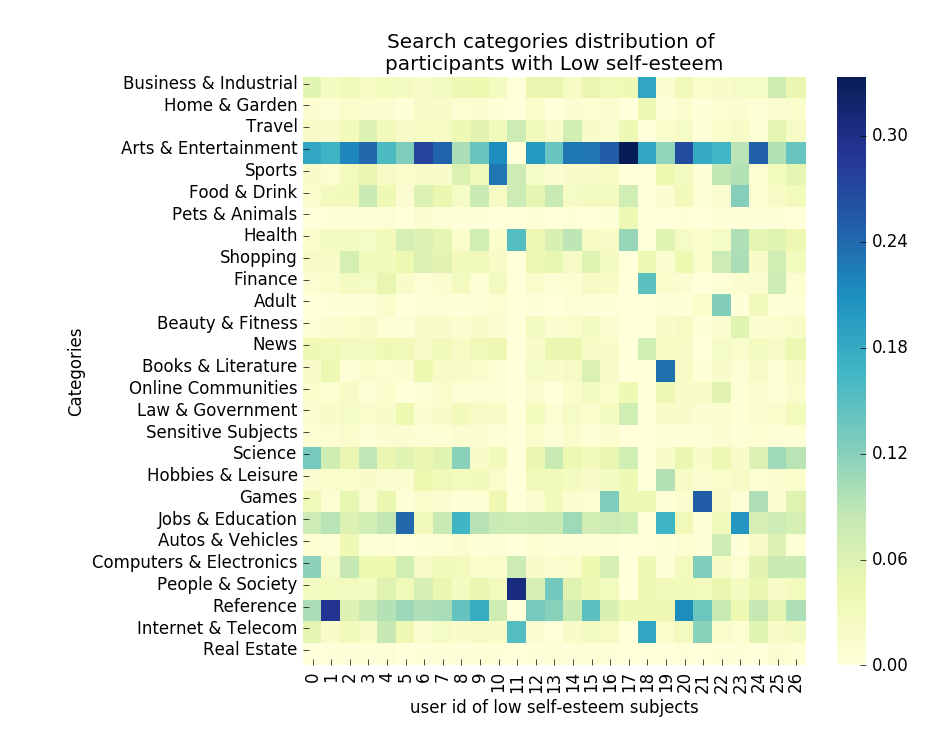 Search categories distribution of
participants with Low self-esteem
Categories
Business & Industrial
Home & Garden
Travel
Arts & Entertainment
Sports
Food & Drink
Pets & Animals
Health
Shopping
Finance
Adult
Beauty & Fitness
News
Books & Literature
Online Communities
Law & Government
Sensitive Subjects
Science
Hobbies & Leisure
Games
Jobs & Education
Autos & Vehicles
Computers & Electronics
People & Society
Reference
Internet & Telecom
Real Estate
0 1 2 3 4 5 6 7 8 9 10 11 12 13 14 15 16 17 18 19 20 21 22 23 24 25 26
user id of low self-esteem subjects
0.30
0.24
0.18
0.12
0.06
0.00